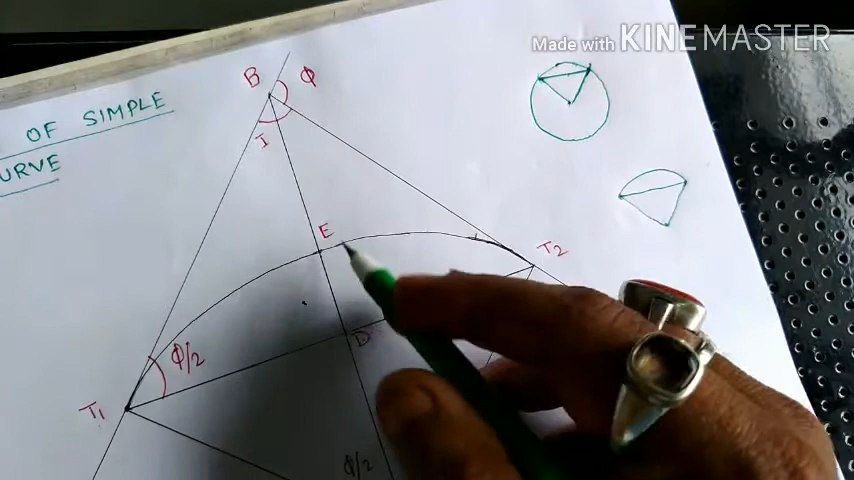 Made with KINEMASTER
OF SIMPLE
URVE
B
ϕ
I
E
T2
ϕ/2
D
T1
ϕ/2